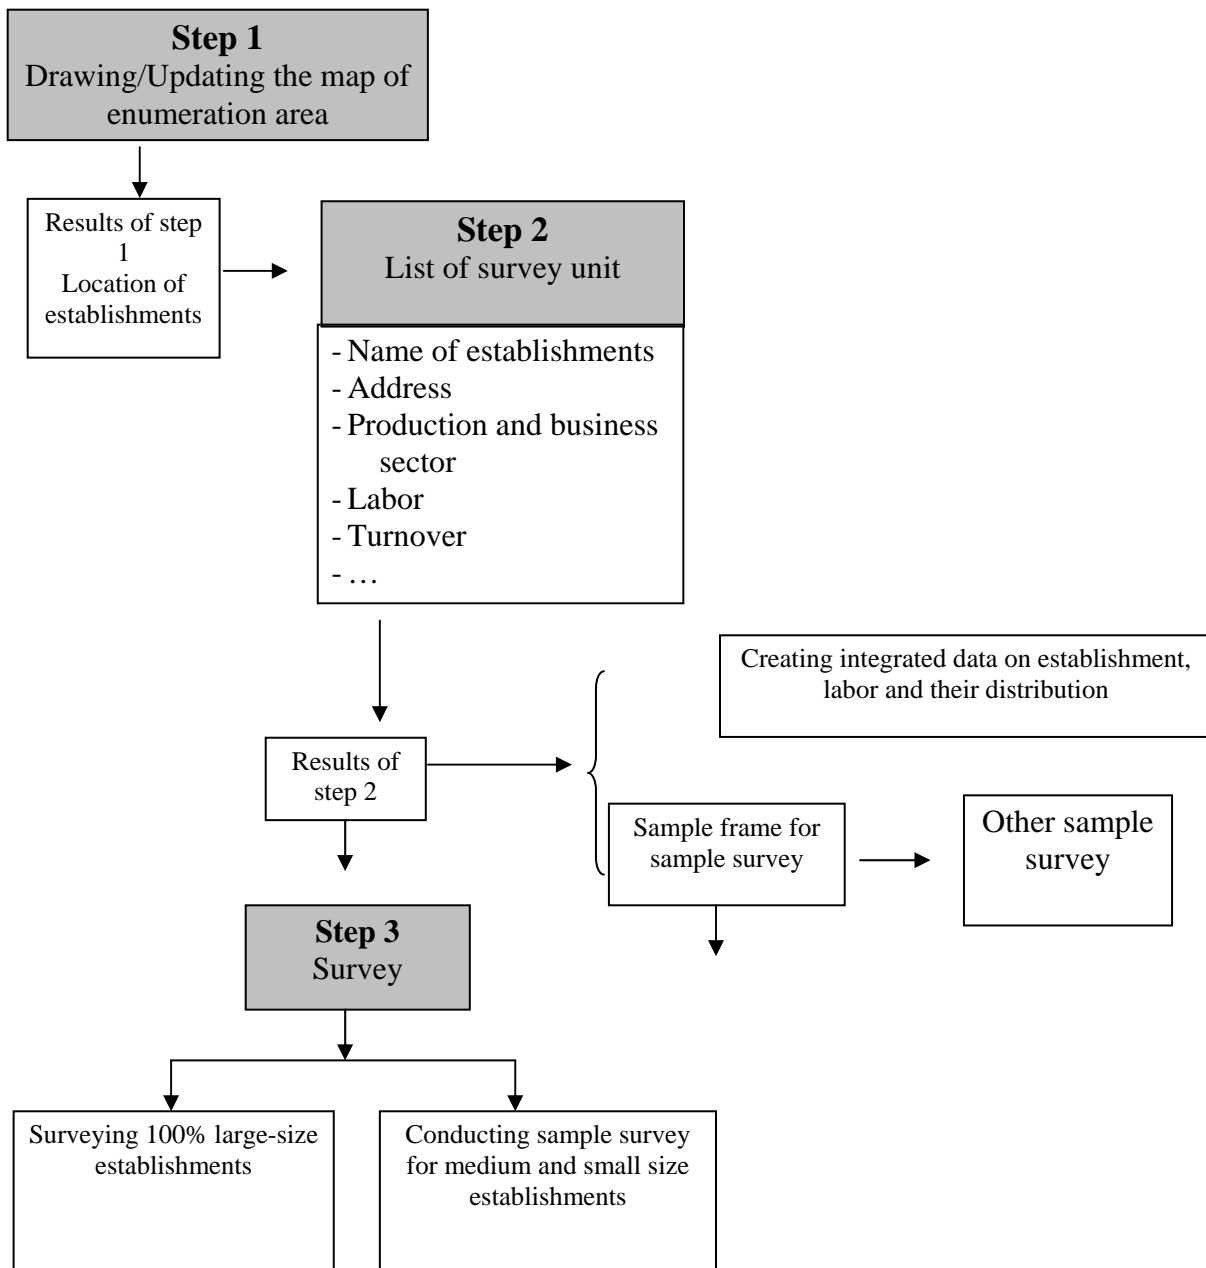 Step 1
Drawing/Updating the map of
enumeration area
Results of step
1
Location of
establishments
Step 2
List of survey unit
- Name of establishments
- Address
- Production and business
sector
- Labor
- Turnover
- …
Creating integrated data on establishment,
labor and their distribution
Results of
step 2
Sample frame for
sample survey
Other sample
survey
Step 3
Survey
Surveying 100% large-size
establishments
Conducting sample survey
for medium and small size
establishments